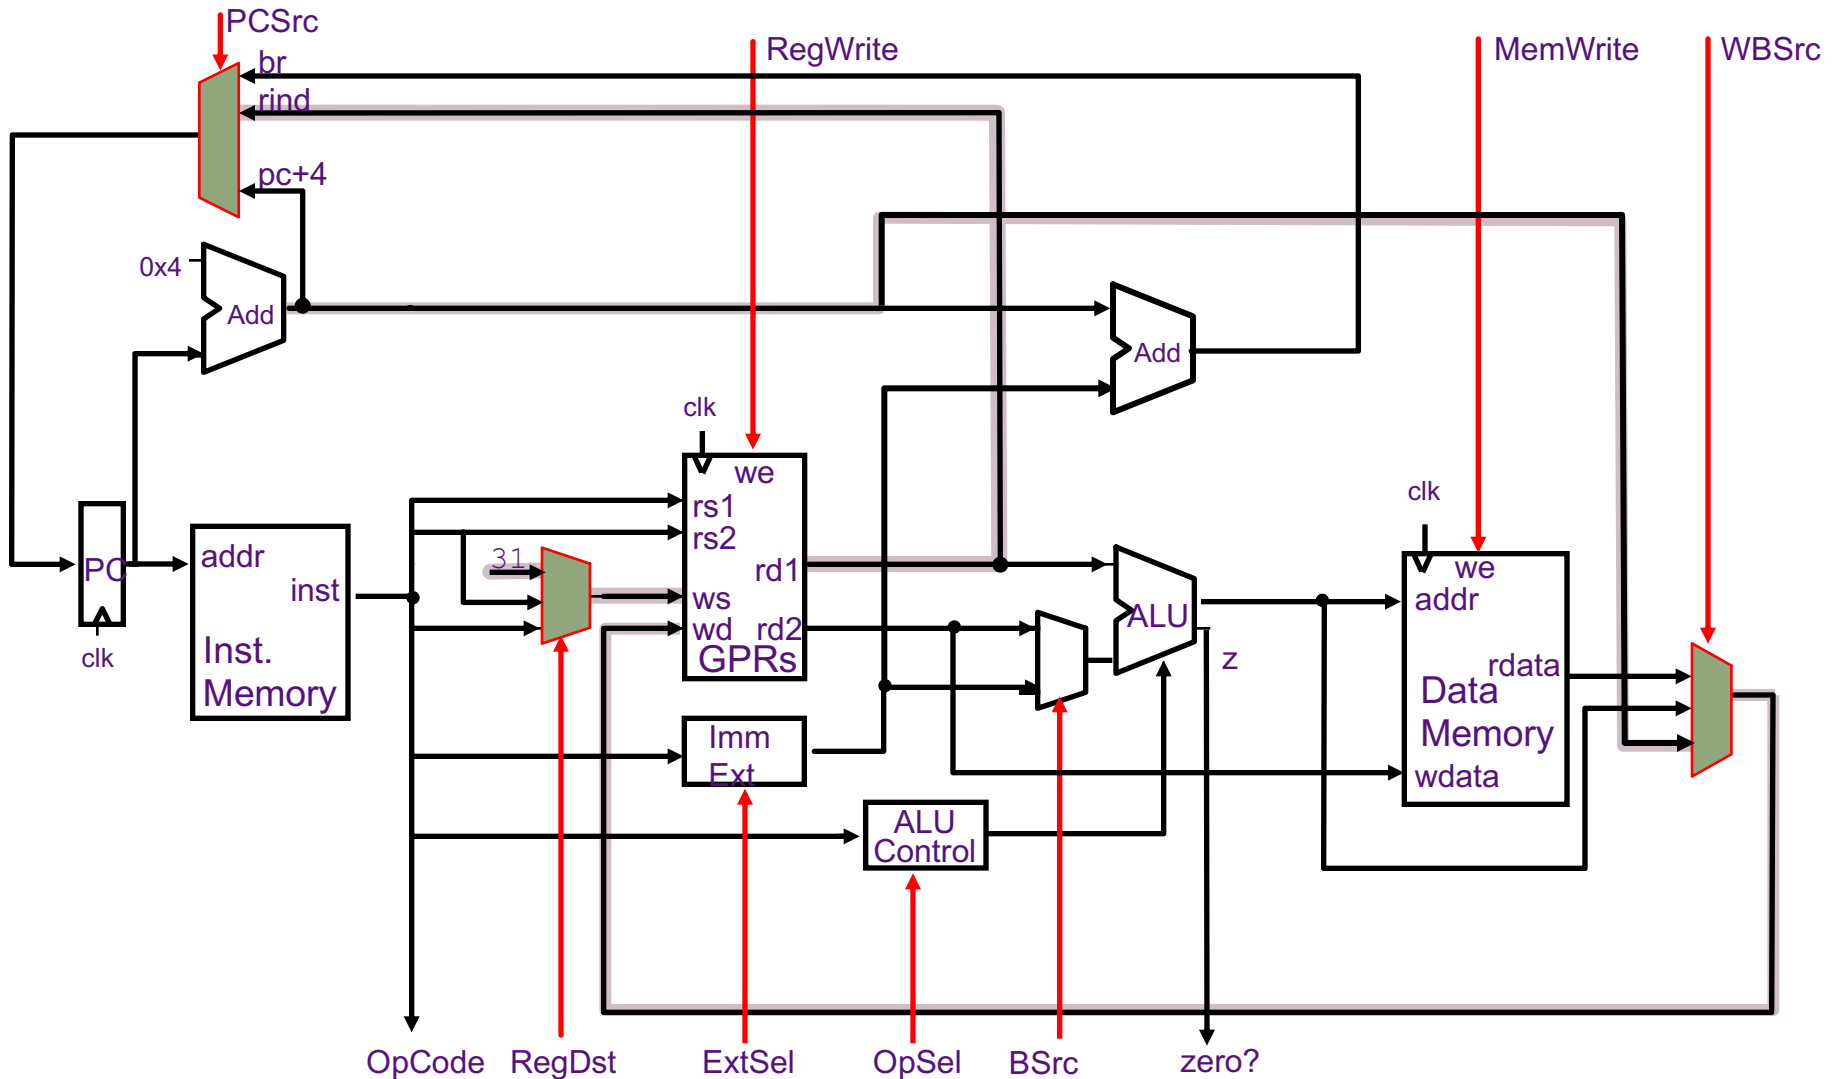 PCSrc
RegWrite
MemWrite
WBSrc
br
rind
pc+4
0x4
Add
Add
clk
we
rs1
rs2
rd1
ws
wd
rd2
GPRs
31
clk
we
addr
rdata
Data
Memory
wdata
PC
clk
addr
inst
Inst.
Memory
ALU
z
Imm
Ext
ALU
Control
OpCode
RegDst
ExtSel
OpSel
BSrc
zero?